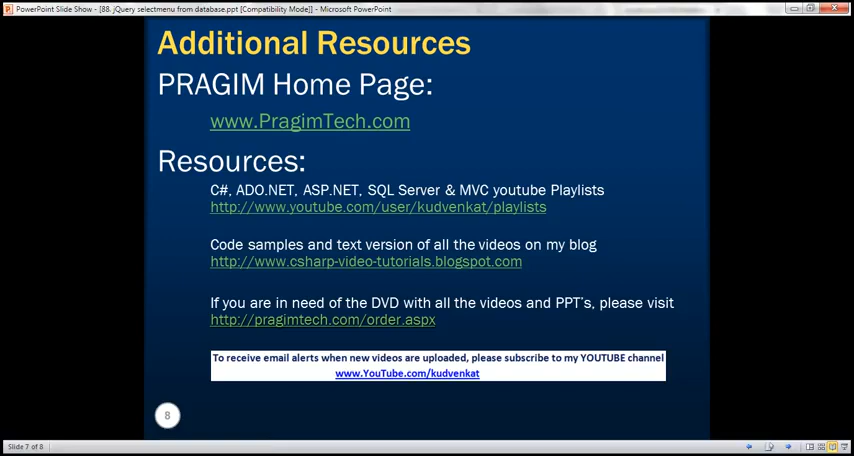 PowerPoint Slide Show - [88. jQuery selectmenu from database.ppt [Compatibility Mode]] - Microsoft PowerPoint
Additional Resources
PRAGIM Home Page:
www.PragimTech.com
Resources:
C#, ADO.NET, ASP.NET, SQL Server & MVC youtube Playlists
http://www.youtube.com/user/kudvenkat/playlists
Code samples and text version of all the videos on my blog
http://www.csharp-video-tutorials.blogspot.com
If you are in need of the DVD with all the videos and PPT's, please visit
http://pragimtech.com/order.aspx
To receive email alerts when new videos are uploaded, please subscribe to my YOUTUBE channel
www.YouTube.com/kudvenkat
8
Slide 7 of 8